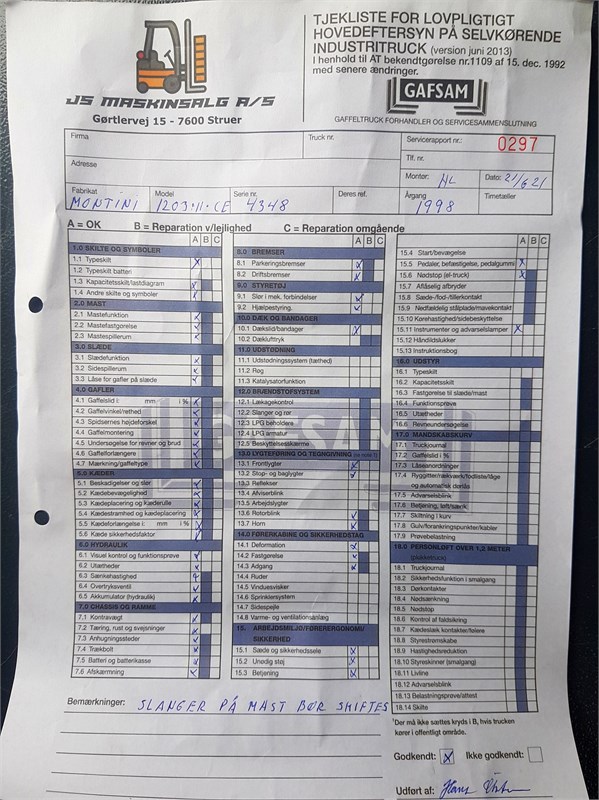 JS MASKINSALG A/S
Gørtlervej 15 - 7600 Struer
TJEKLISTE FOR LOVPLIGTIGT
HOVEDEFTERSYN PÅ SELVKØRENDE
INDUSTRITRUCK (version juni 2013)
I henhold til AT bekendtgørelse nr.1109 af 15. dec. 1992
med senere ændringer.
GAFSAM
GAFFELTRUCK FORHANDLER OG SERVICESAMMENSLUTNING
Firma
Truck nr.
Servicerapport nr.: 0297
Adresse
Tlf. nr.
Montør: HL
Dato: 21/6 21
Fabrikat MONTINI
Model 1203·11·CE
Serie nr. 4348
Deres ref.
Årgang 1998
Timetæller
A = OK B = Reparation v/lejlighed C = Reparation omgående
A B C
1.0 SKILTE OG SYMBOLER
1.1 Typeskilt
1.2 Typeskilt batteri
1.3 Kapacitetsskilt/lastdiagram
1.4 Andre skilte og symboler
2.0 MAST
2.1 Mastefunktion
2.2 Mastefastgørelse
2.3 Mastespillerum
3.0 SLÆDE
3.1 Slædefunktion
3.2 Sidespillerum
3.3 Låse for gafler på slæde
4.0 GAFLER
4.1 Gaffelslid i: mm i %
4.2 Gaffelvinkel/rethed
4.3 Spidsernes højdeforskel
4.4 Gaffelmontering
4.5 Undersøgelse for revner og brud
4.6 Gaffelforlængere
4.7 Mærkning/gaffeltype
5.0 KÆDER
5.1 Beskadigelser og slør
5.2 Kædebevægelighed
5.3 Kædeplacering og kæderulle
5.4 Kædestramhed og kædeplacering
5.5 Kædeforlængelse i: mm i %
5.6 Kæde sikkerhedsfaktor
6.0 HYDRAULIK
6.1 Visuel kontrol og funktionsprøve
6.2 Utætheder
6.3 Sænkehastighed
6.4 Overtryksventil
6.5 Akkumulator (hydraulik)
7.0 CHASSIS OG RAMME
7.1 Kontravægt
7.2 Tæring, rust og svejsninger
7.3 Anhugningssteder
7.4 Trækbolt
7.5 Batteri og batterikasse
7.6 Afskærmning
A B C
8.0 BREMSER
8.1 Parkeringsbremser
8.2 Driftsbremser
9.0 STYRETØJ
9.1 Slør i mek. forbindelser
9.2 Hjælpestyring.
10.0 DÆK OG BANDAGER
10.1 Dækslid/bandager
10.2 Dæklufttryk
11.0 UDSTØDNING
11.1 Udstødningssystem (tæthed)
11.2 Røg
11.3 Katalysatorfunktion
12.0 BRÆNDSTOFSYSTEM
12.1 Lækagekontrol
12.2 Slanger og rør
12.3 LPG beholdere
12.4 LPG armatur
12.5 Beskyttelsesskærme
13.0 LYGTEFØRING OG TEGNGIVNING
13.1 Frontlygter
13.2 Stop- og baglygter
13.3 Reflekser
13.4 Afviserblink
13.5 Arbejdslygter
13.6 Rotorblink
13.7 Horn
14.0 FØRERKABINE OG SIKKERHEDSTAG
14.1 Deformation
14.2 Fastgørelse
14.3 Adgang
14.4 Ruder
14.5 Vinduesvisker
14.6 Sprinklersystem
14.7 Sidespejle
14.8 Varme- og ventilationsanlæg
15. ARBEJDSMILJØ/FØRERERGONOMI/
SIKKERHED
15.1 Sæde og sikkerhedssele
15.2 Unødig støj
15.3 Betjening
A B C
15.4 Start/bevægelse
15.5 Pedaler, befæstigelse, pedalgummi
15.6 Nødstop (el-truck)
15.7 Aflåselig afbryder
15.8 Sæde-/fod-/tillerkontakt
15.9 Nedfældelig ståplade/mavekontakt
15.10 Kørehastighed/sidebeskyttelse
15.11 Instrumenter og advarselslamper
15.12 Håndildslukker
15.13 Instruktionsbog
16.0 UDSTYR
16.1 Typeskilt
16.2 Kapacitetsskilt
16.3 Fastgørelse til slæde/mast
16.4 Funktionsprøve
16.5 Utætheder
16.6 Revneundersøgelse
17.0 MANDSKABSKURV
17.1 Truckjournal
17.2 Gaffelslid i %
17.3 Låseanordninger
17.4 Ryggitter/rækværk/fodliste/låge
og automatisk dørlås
17.5 Advarselsblink
17.6 Betjening, løft/sænk
17.7 Skiltning i kurv
17.8 Gulv/forankringspunkter/kabler
17.9 Prøvebelastning
18.0 PERSONLØFT OVER 1,2 METER
(plukketruck)
18.1 Truckjournal
18.2 Sikkerhedsfunktion i smalgang
18.3 Dørkontakter
18.4 Nødsænkning
18.5 Nødstop
18.6 Kontrol af faldsikring
18.7 Kædeslæk kontakter/følere
18.8 Styrestrømskabe
18.9 Hastighedsreduktion
18.10 Styreskinner (smalgang)
18.11 Livline
18.12 Advarselsblink
18.13 Belastningsprøve/attest
18.14 Skilte
Bemærkninger: SLANGER PÅ MAST BØR SKIFTES
¹Der må ikke sættes kryds i B, hvis trucken
kører i offentligt område.
Godkendt: X Ikke godkendt:
Udført af: Hans